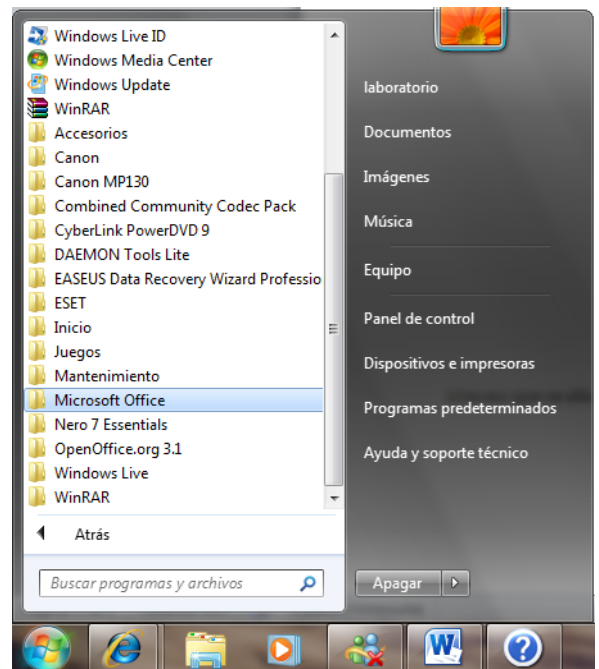 Windows Live ID
Windows Media Center
Windows Update
WinRAR
Accesorios
Canon
Canon MP130
Combined Community Codec Pack
CyberLink PowerDVD 9
DAEMON Tools Lite
EASEUS Data Recovery Wizard Professio
ESET
Inicio
Juegos
Mantenimiento
Microsoft Office
Nero 7 Essentials
OpenOffice.org 3.1
Windows Live
WinRAR
Atrás
Buscar programas y archivos
laboratorio
Documentos
Imágenes
Música
Equipo
Panel de control
Dispositivos e impresoras
Programas predeterminados
Ayuda y soporte técnico
Apagar
W
?